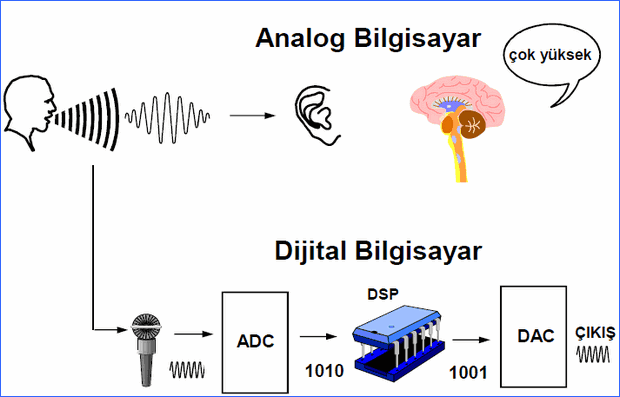 Analog Bilgisayar
çok yüksek
Dijital Bilgisayar
ADC
1010
DSP
1001
DAC
ÇIKIŞ